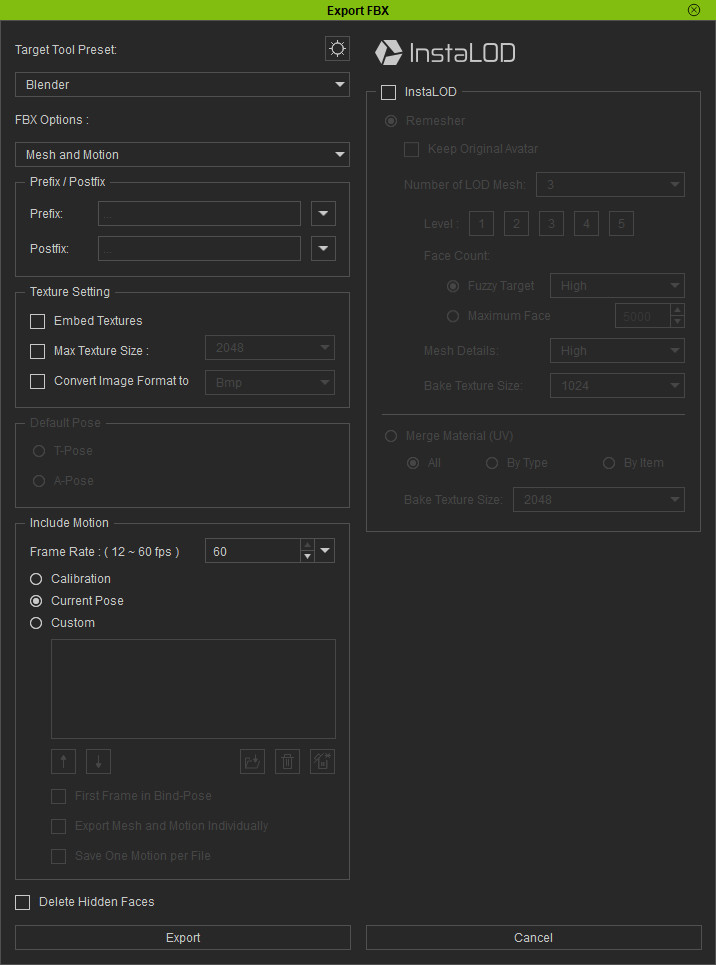 Export FBX
Target Tool Preset:
Blender
FBX Options :
Mesh and Motion
Prefix / Postfix
Prefix:
...
Postfix:
...
Texture Setting
Embed Textures
Max Texture Size :
2048
Convert Image Format to
Bmp
Default Pose
T-Pose
A-Pose
Include Motion
Frame Rate : ( 12 ~ 60 fps )
60
Calibration
Current Pose
Custom
First Frame in Bind-Pose
Export Mesh and Motion Individually
Save One Motion per File
Delete Hidden Faces
Export
InstaLOD
InstaLOD
Remesher
Keep Original Avatar
Number of LOD Mesh: 3
Level : 1 2 3 4 5
Face Count:
Fuzzy Target High
Maximum Face 5000
Mesh Details: High
Bake Texture Size: 1024
Merge Material (UV)
All By Type By Item
Bake Texture Size: 2048
Cancel